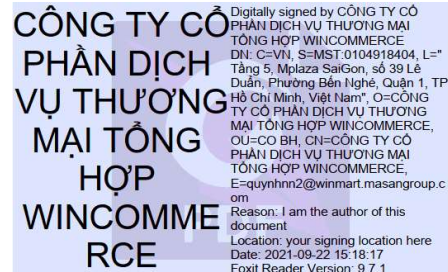 CÔNG TY CỔ
PHẦN DỊCH
VỤ THƯƠNG
MẠI TỔNG
HỢP
WINCOMME
RCE
Digitally signed by CÔNG TY CỔ
PHẦN DỊCH VỤ THƯƠNG MẠI
TỔNG HỢP WINCOMMERCE
DN: C=VN, S=MST:0104918404, L="
Tầng 5, Mplaza SaiGon, số 39 Lê
Duẩn, Phường Bến Nghé, Quận 1, TP
Hồ Chí Minh, Việt Nam", O=CÔNG
TY CỔ PHẦN DỊCH VỤ THƯƠNG
MẠI TỔNG HỢP WINCOMMERCE,
OU=CO BH, CN=CÔNG TY CỔ
PHẦN DỊCH VỤ THƯƠNG MẠI
TỔNG HỢP WINCOMMERCE,
E=quynhnn2@winmart.masangroup.c
om
Reason: I am the author of this
document
Location: your signing location here
Date: 2021-09-22 15:18:17
Foxit Reader Version: 9.7.1